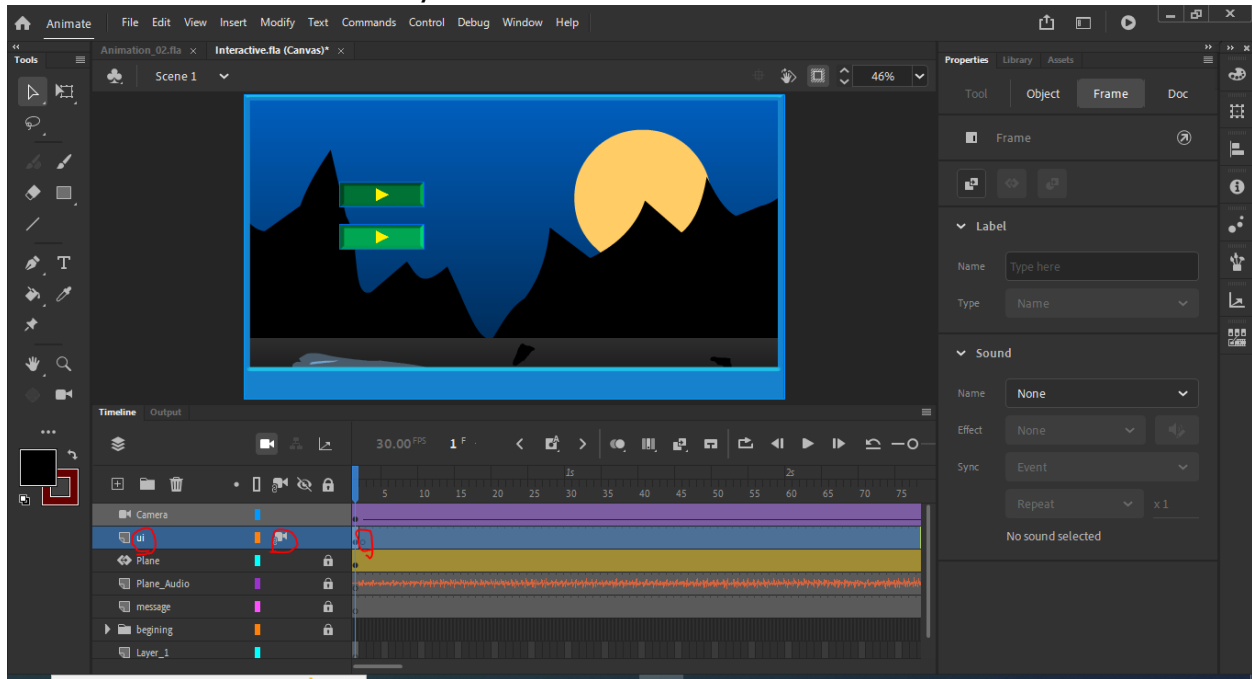 Animate File Edit View Insert Modify Text Commands Control Debug Window Help
Animation_02.fla × Interactive.fla (Canvas)* ×
Tools
Scene 1
46%
Properties Library Assets
Tool Object Frame Doc
Frame
Label
Name Type here
Type Name
Sound
Name None
Effect None
Sync Event
Repeat x 1
No sound selected
Timeline Output
30.00 FPS 1 F
1s 2s
5 10 15 20 25 30 35 40 45 50 55 60 65 70 75
Camera
ui
Plane
Plane_Audio
message
begining
Layer_1